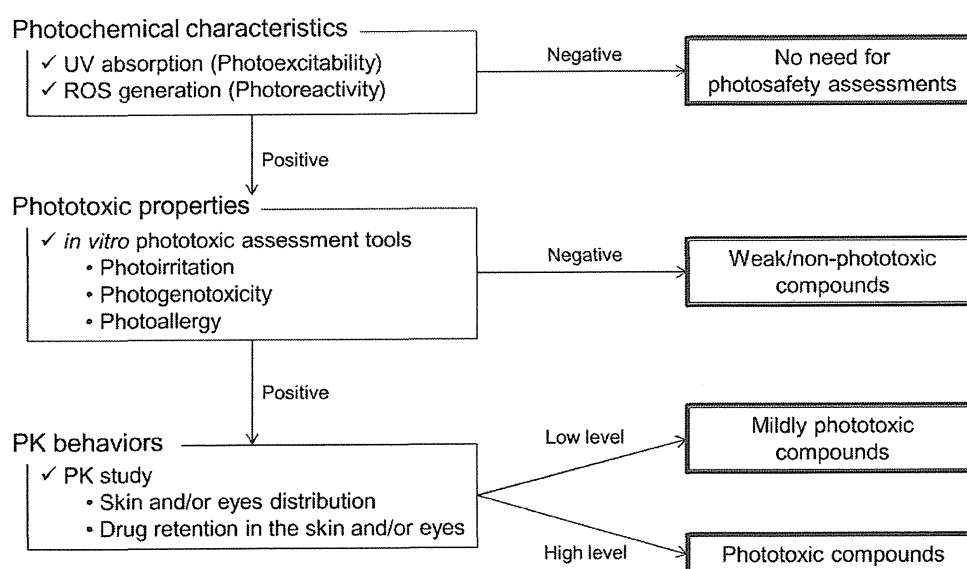 Photochemical characteristics
✓ UV absorption (Photoexcitability)
✓ ROS generation (Photoreactivity)
Negative
No need for
photosafety assessments
Positive
Phototoxic properties
✓ in vitro phototoxic assessment tools
• Photoirritation
• Photogenotoxicity
• Photoallergy
Negative
Weak/non-phototoxic
compounds
Positive
PK behaviors
✓ PK study
• Skin and/or eyes distribution
• Drug retention in the skin and/or eyes
Low level
Mildly phototoxic
compounds
High level
Phototoxic compounds